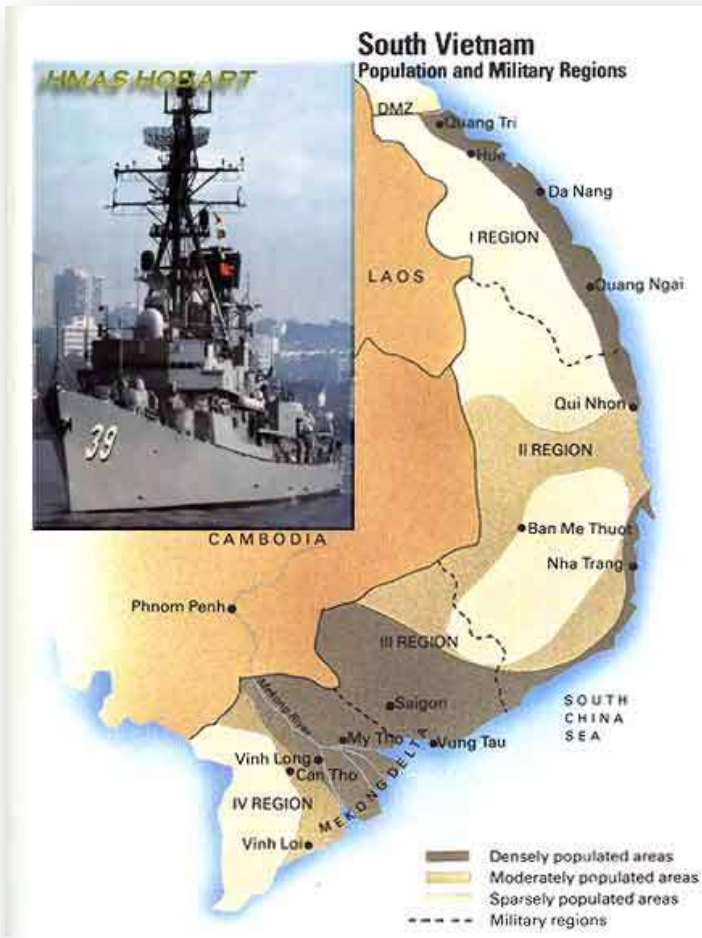 South Vietnam
Population and Military Regions
HMAS HOBART
DMZ
Quang Tri
Hue
Da Nang
I REGION
LAOS
Quang Ngai
Qui Nhon
39
II REGION
Ban Me Thuot
CAMBODIA
Nha Trang
Phnom Penh
III REGION
Mekong River
Saigon
SOUTH
CHINA
SEA
My Tho
Vung Tau
Vinh Long
Can Tho
MEKONG DELTA
IV REGION
Vinh Loi
Densely populated areas
Moderately populated areas
Sparsely populated areas
Military regions